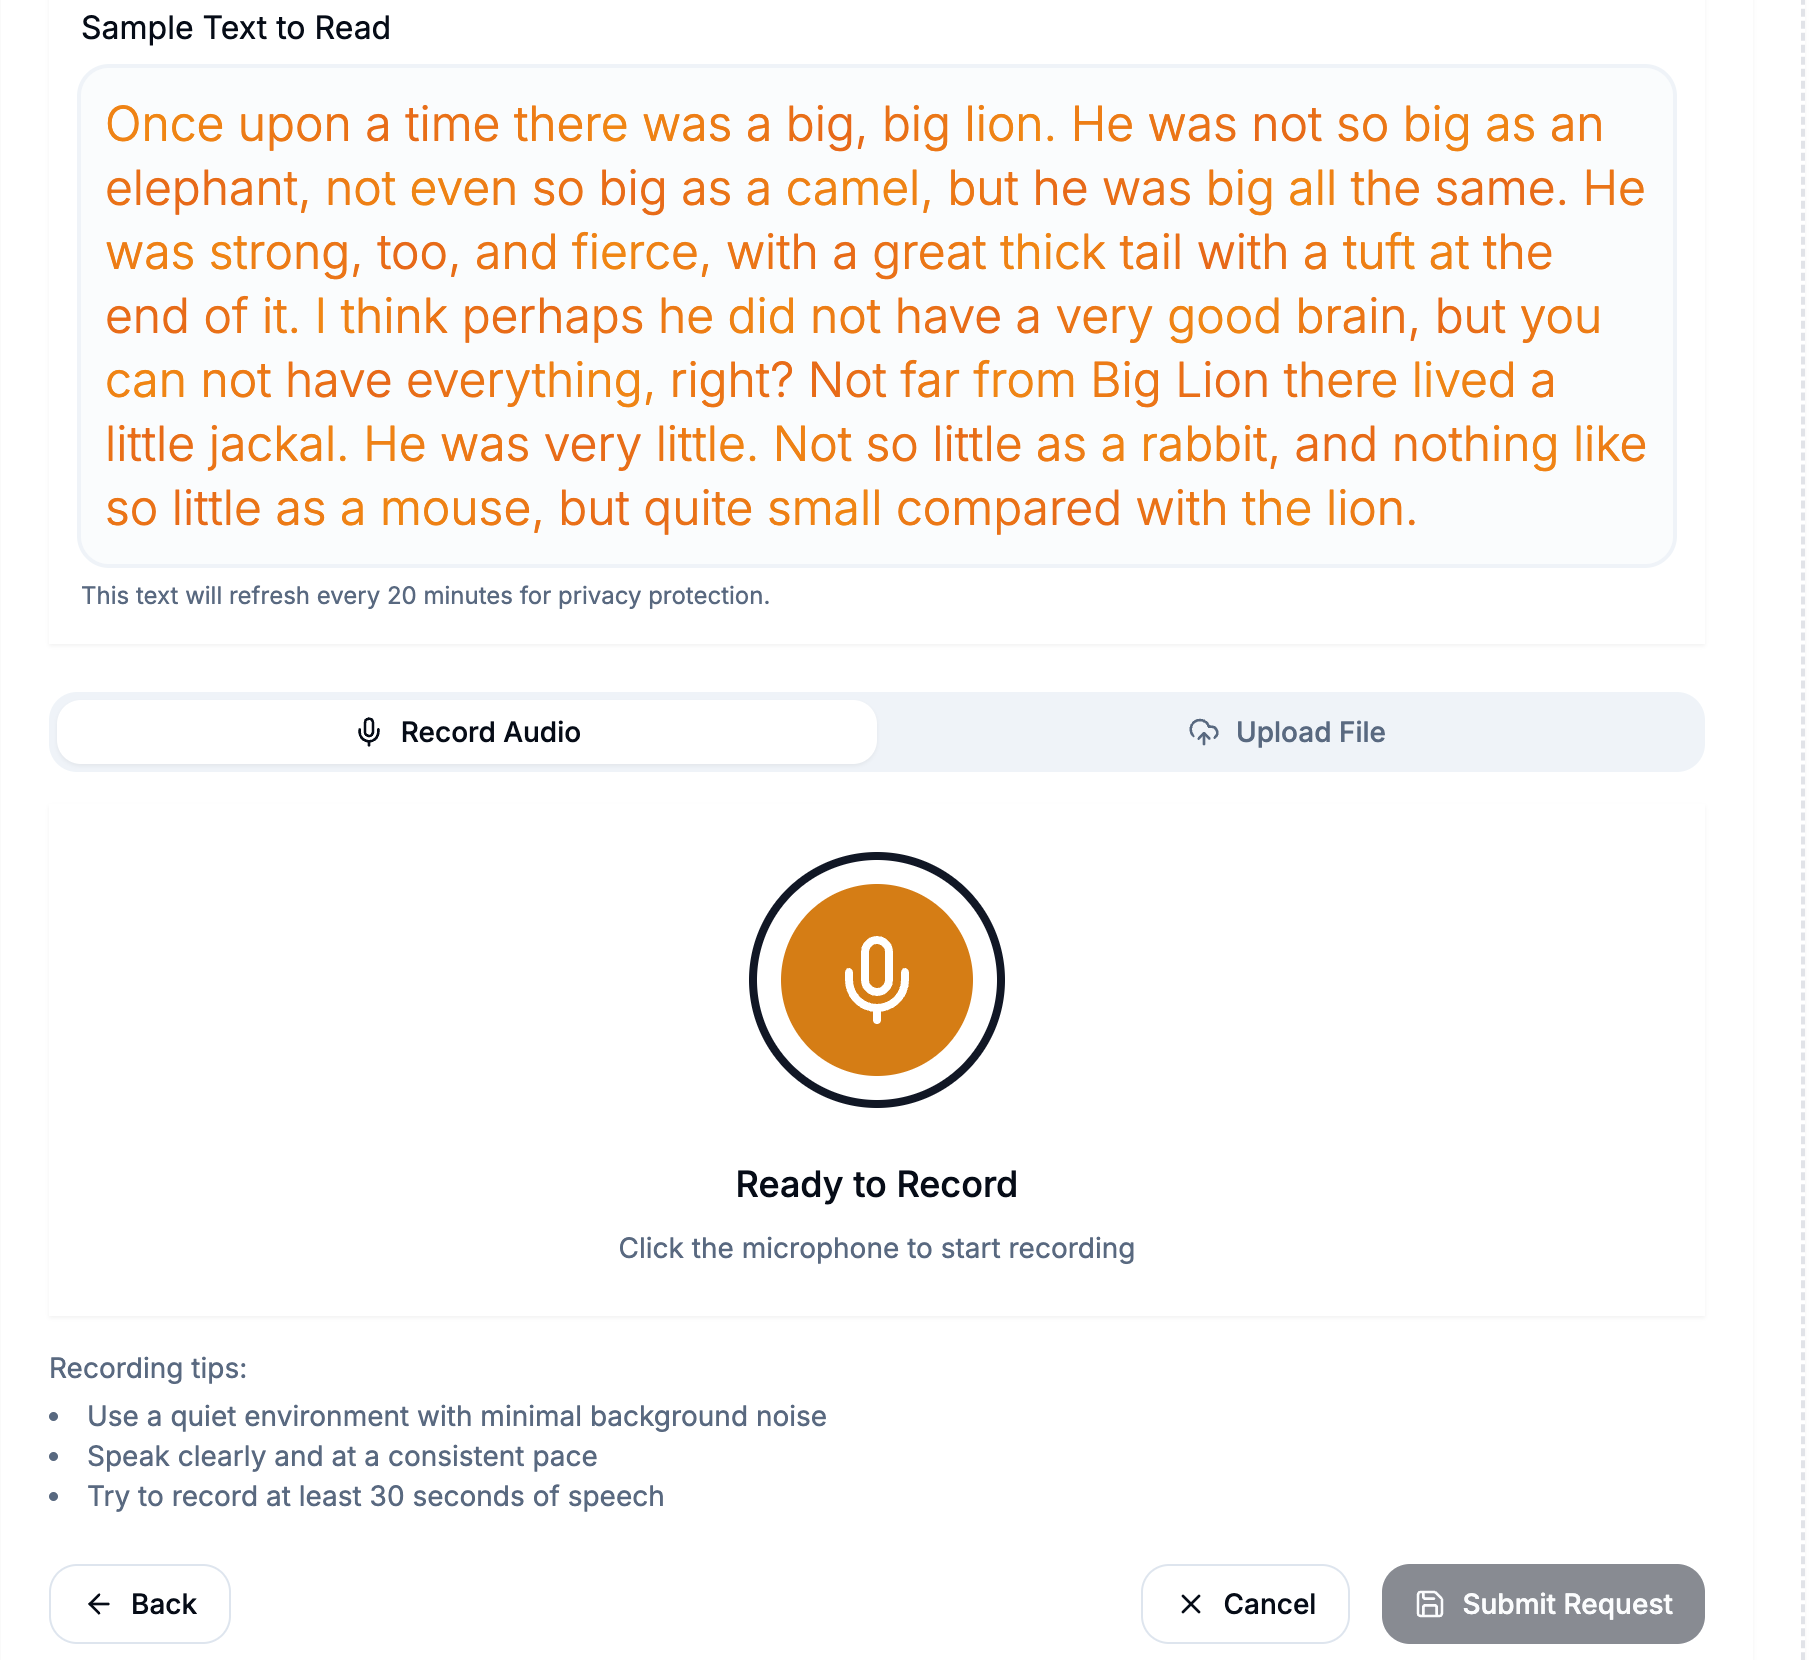 Sample Text to Read
Once upon a time there was a big, big lion. He was not so big as an
elephant, not even so big as a camel, but he was big all the same. He
was strong, too, and fierce, with a great thick tail with a tuft at the
end of it. I think perhaps he did not have a very good brain, but you
can not have everything, right? Not far from Big Lion there lived a
little jackal. He was very little. Not so little as a rabbit, and nothing like
so little as a mouse, but quite small compared with the lion.
This text will refresh every 20 minutes for privacy protection.
Record Audio
Upload File
Ready to Record
Click the microphone to start recording
Recording tips:
• Use a quiet environment with minimal background noise
• Speak clearly and at a consistent pace
• Try to record at least 30 seconds of speech
Back
Cancel
Submit Request